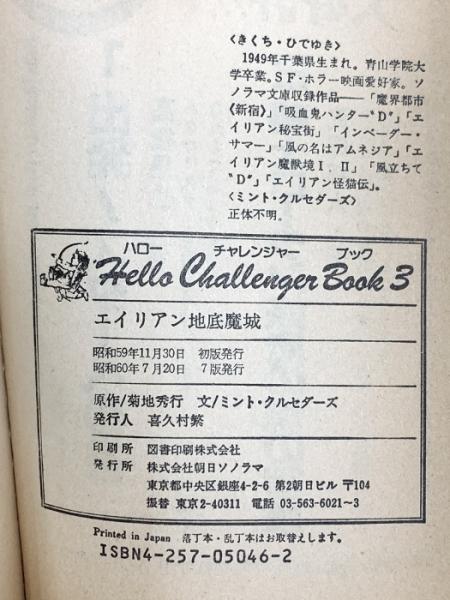 〈きくち・ひでゆき〉
1949年千葉県生まれ。青山学院大
学卒業。SF・ホラー映画愛好家。ソ
ノラマ文庫収録作品――「魔界都市
《新宿》」「吸血鬼ハンター"D"」「エ
イリアン秘宝街」「インベーダー・
サマー」「風の名はアムネジア」「エ
イリアン魔獣境Ⅰ、Ⅱ」「風立ちて
"D"」「エイリアン怪猫伝」。
〈ミント・クルセダーズ〉
正体不明。
ハロー チャレンジャー ブック
Hello Challenger Book 3
エイリアン地底魔城
昭和59年11月30日 初版発行
昭和60年7月20日 7版発行
原作/菊地秀行 文/ミント・クルセダーズ
発行人 喜久村繁
印刷所 図書印刷株式会社
発行所 株式会社朝日ソノラマ
東京都中央区銀座4-2-6 第2朝日ビル 〒104
振替 東京2-40311 電話 03-563-6021~3
Printed in Japan 落丁本・乱丁本はお取替えします。
ISBN4-257-05046-2